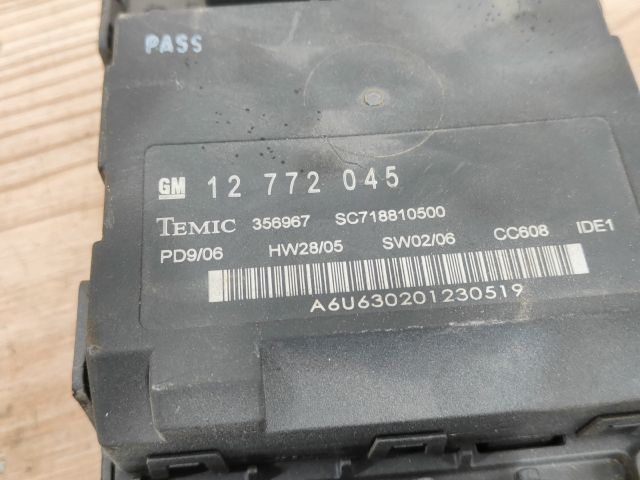 PASS
GM 12 772 045
TEMIC 356967 SC718810500
PD9/06 HW28/05 SW02/06 CC608 IDE1
A6U630201230519